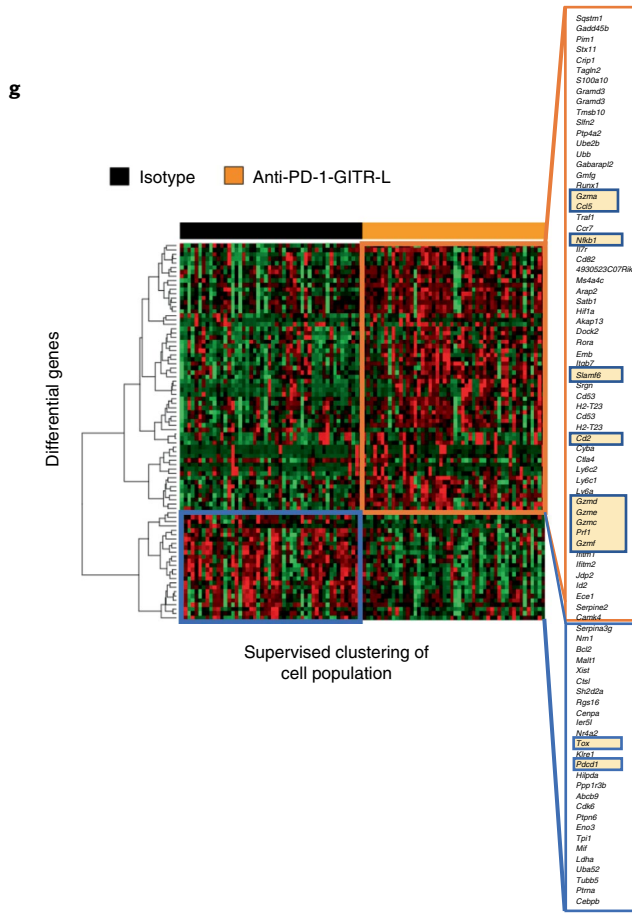 g
Isotype
Anti-PD-1-GITR-L
Differential genes
Supervised clustering of
cell population
Sqstm1
Gadd45b
Pim1
Stx11
Crip1
Tagln2
S100a10
Gramd3
Gramd3
Tmsb10
Slfn2
Ptp4a2
Ube2b
Ubb
Gabarapl2
Gmfg
Runx1
Gzma
Ccl5
Traf1
Ccr7
Nfkb1
Il7r
Cd82
4930523C07Rik
Ms4a4c
Arap2
Satb1
Hif1a
Akap13
Dock2
Rora
Emb
Itgb7
Slamf6
Srgn
Cd53
H2-T23
Cd53
H2-T23
Cd2
Cyba
Ctla4
Ly6c2
Ly6c1
Ly6a
Gzmd
Gzme
Gzmc
Prf1
Gzmf
Ifitm1
Ifitm2
Jdp2
Id2
Ece1
Serpine2
Camk4
Serpina3g
Nrn1
Bcl2
Malt1
Xist
Ctsl
Sh2d2a
Rgs16
Cenpa
Ier5l
Nr4a2
Tox
Klre1
Pdcd1
Hilpda
Ppp1r3b
Abcb9
Cdk6
Ptpn6
Eno3
Tpi1
Mif
Ldha
Uba52
Tubb5
Ptma
Cebpb